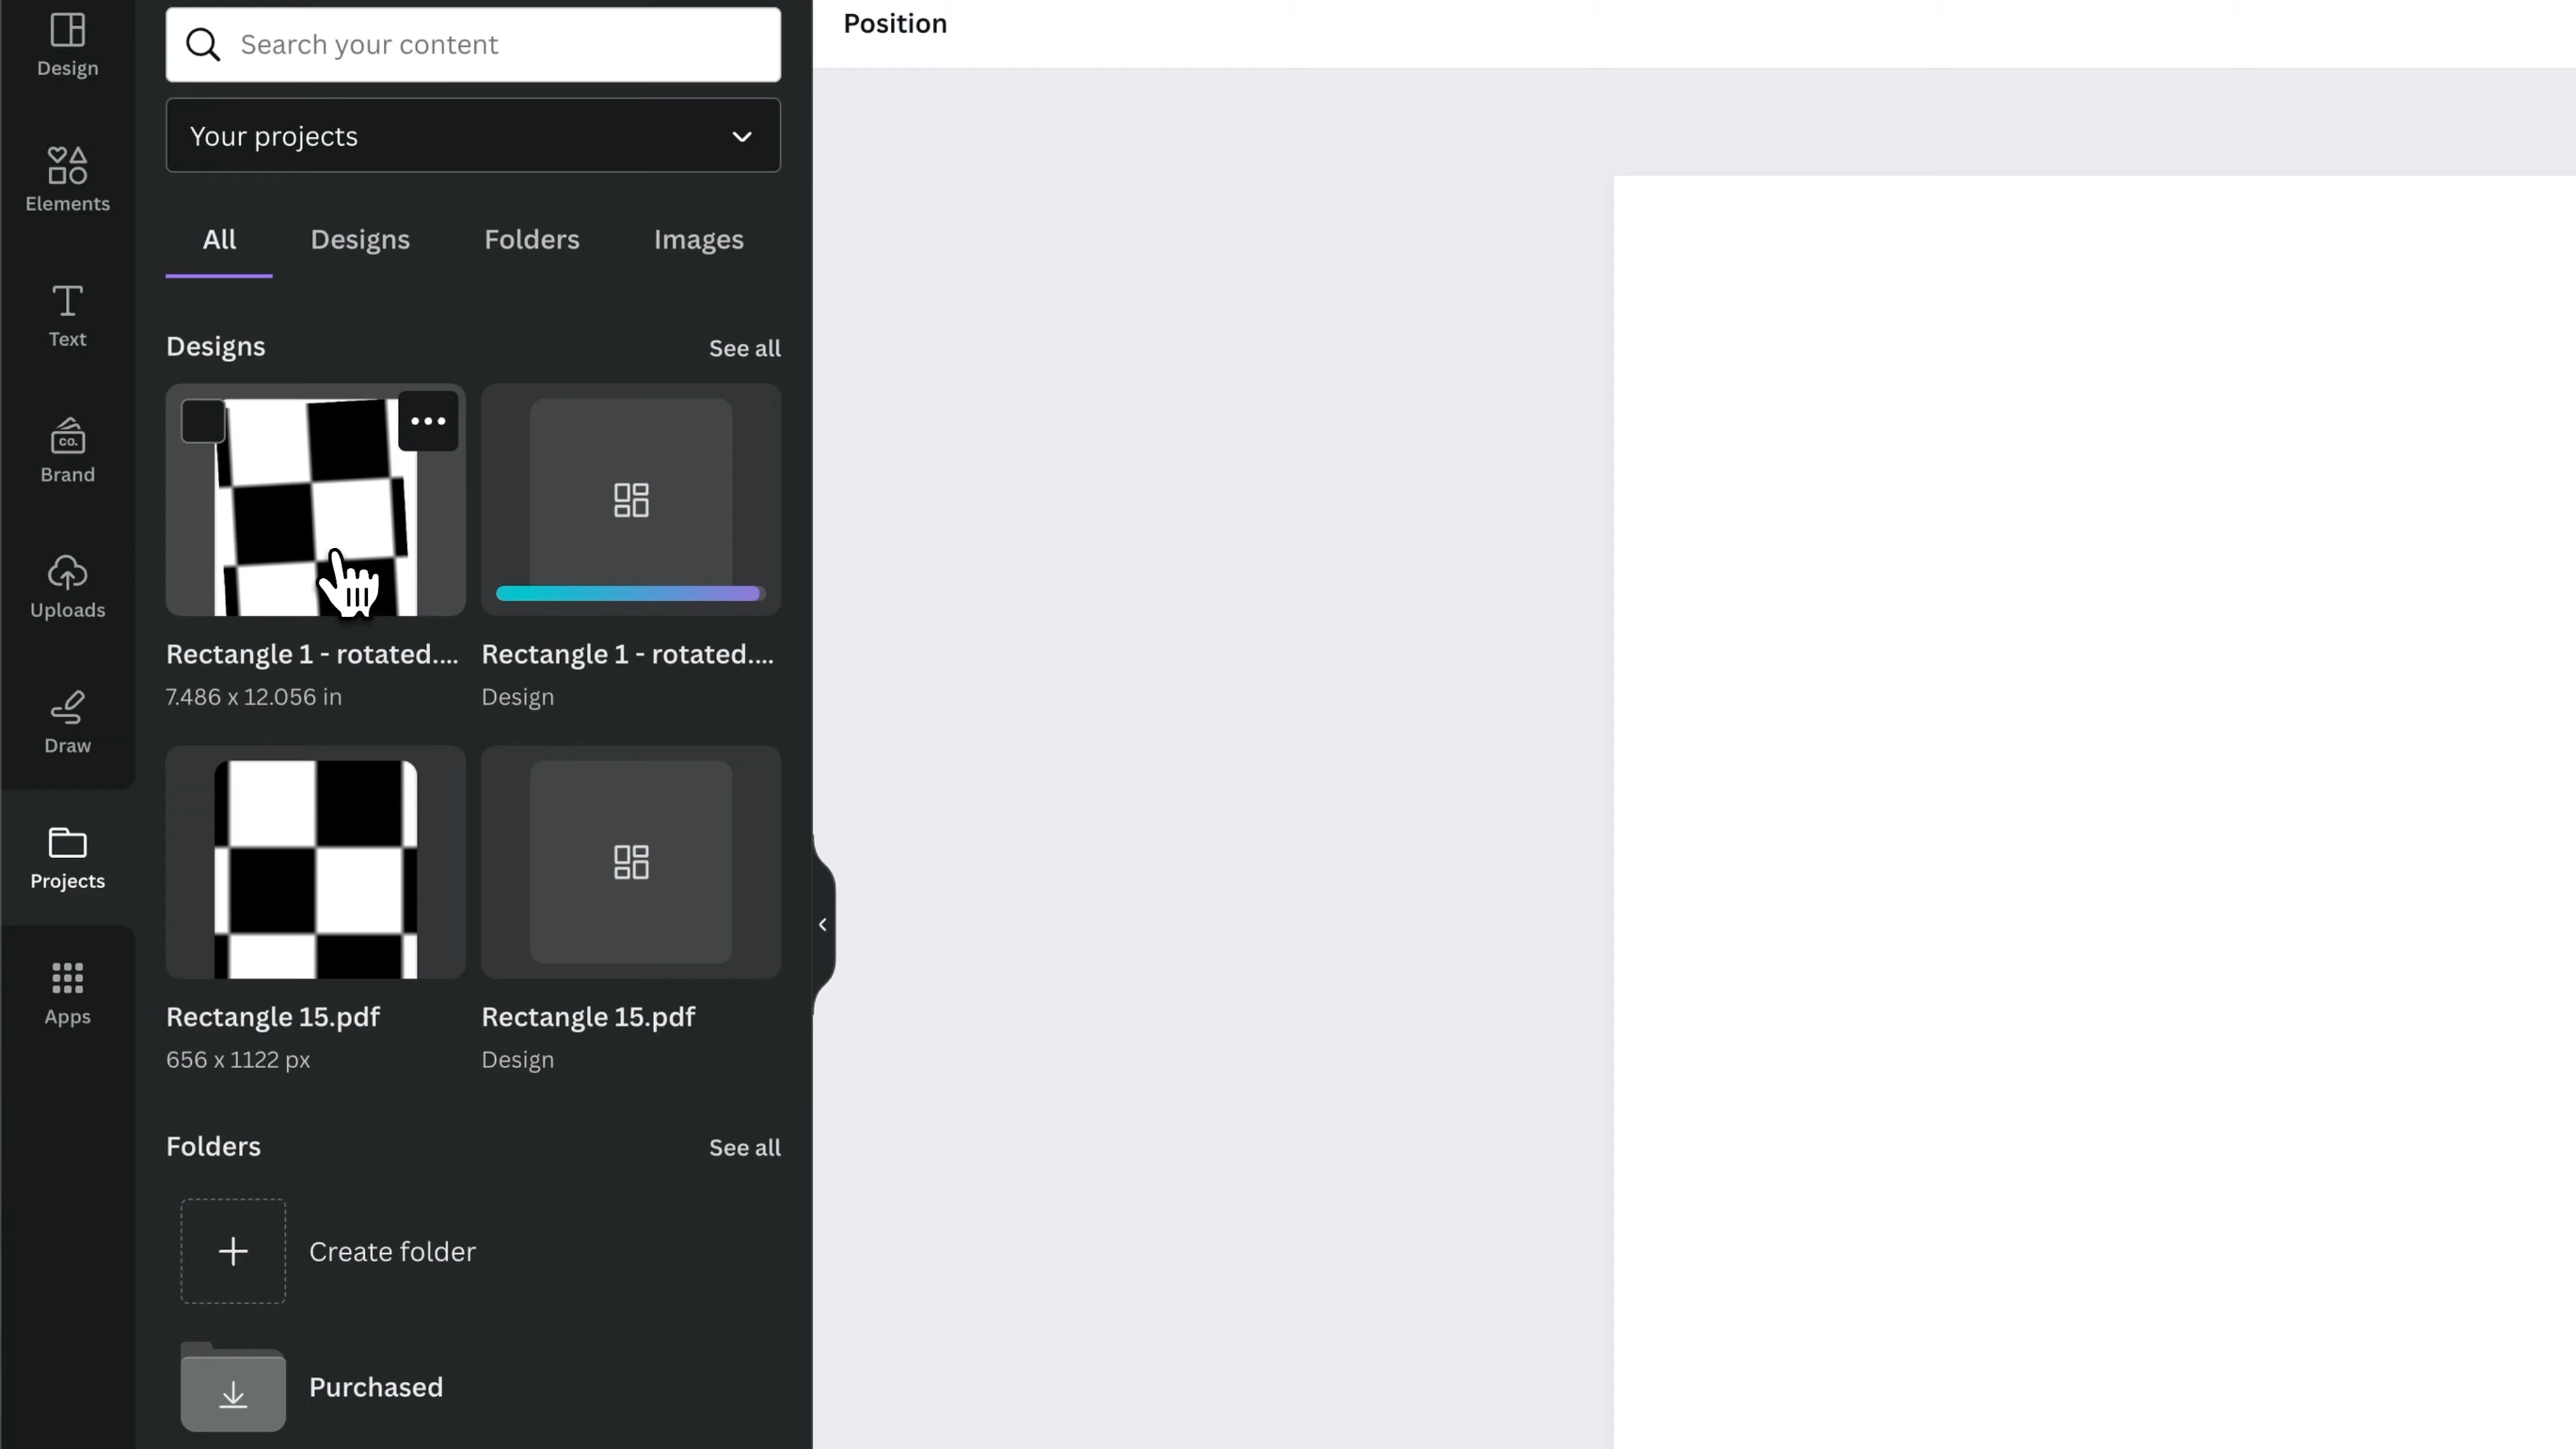 Design
Elements
Text
co.
Brand
Uploads
Draw
Projects
Apps
Search your content
Your projects
All Designs Folders Images
Designs See all
Rectangle 1 - rotated.... Rectangle 1 - rotated....
7.486 x 12.056 in Design
Rectangle 15.pdf Rectangle 15.pdf
656 x 1122 px Design
Folders See all
Create folder
Purchased
Position